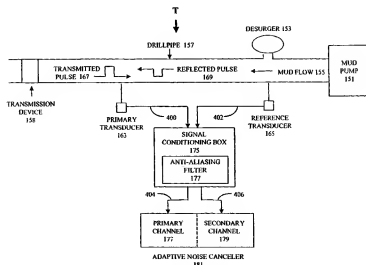 T
DESURGER 153
DRILLPIPE 157
TRANSMITTED
PULSE 167
REFLECTED PULSE
169
MUD FLOW 155
MUD
PUMP
151
TRANSMISSION
DEVICE
158
PRIMARY
TRANSDUCER
163
400
402
REFERENCE
TRANSDUCER
165
SIGNAL
CONDITIONING BOX
175
ANTI-ALIASING
FILTER
177
404
406
PRIMARY
CHANNEL
177
SECONDARY
CHANNEL
179
ADAPTIVE NOISE CANCELER
181